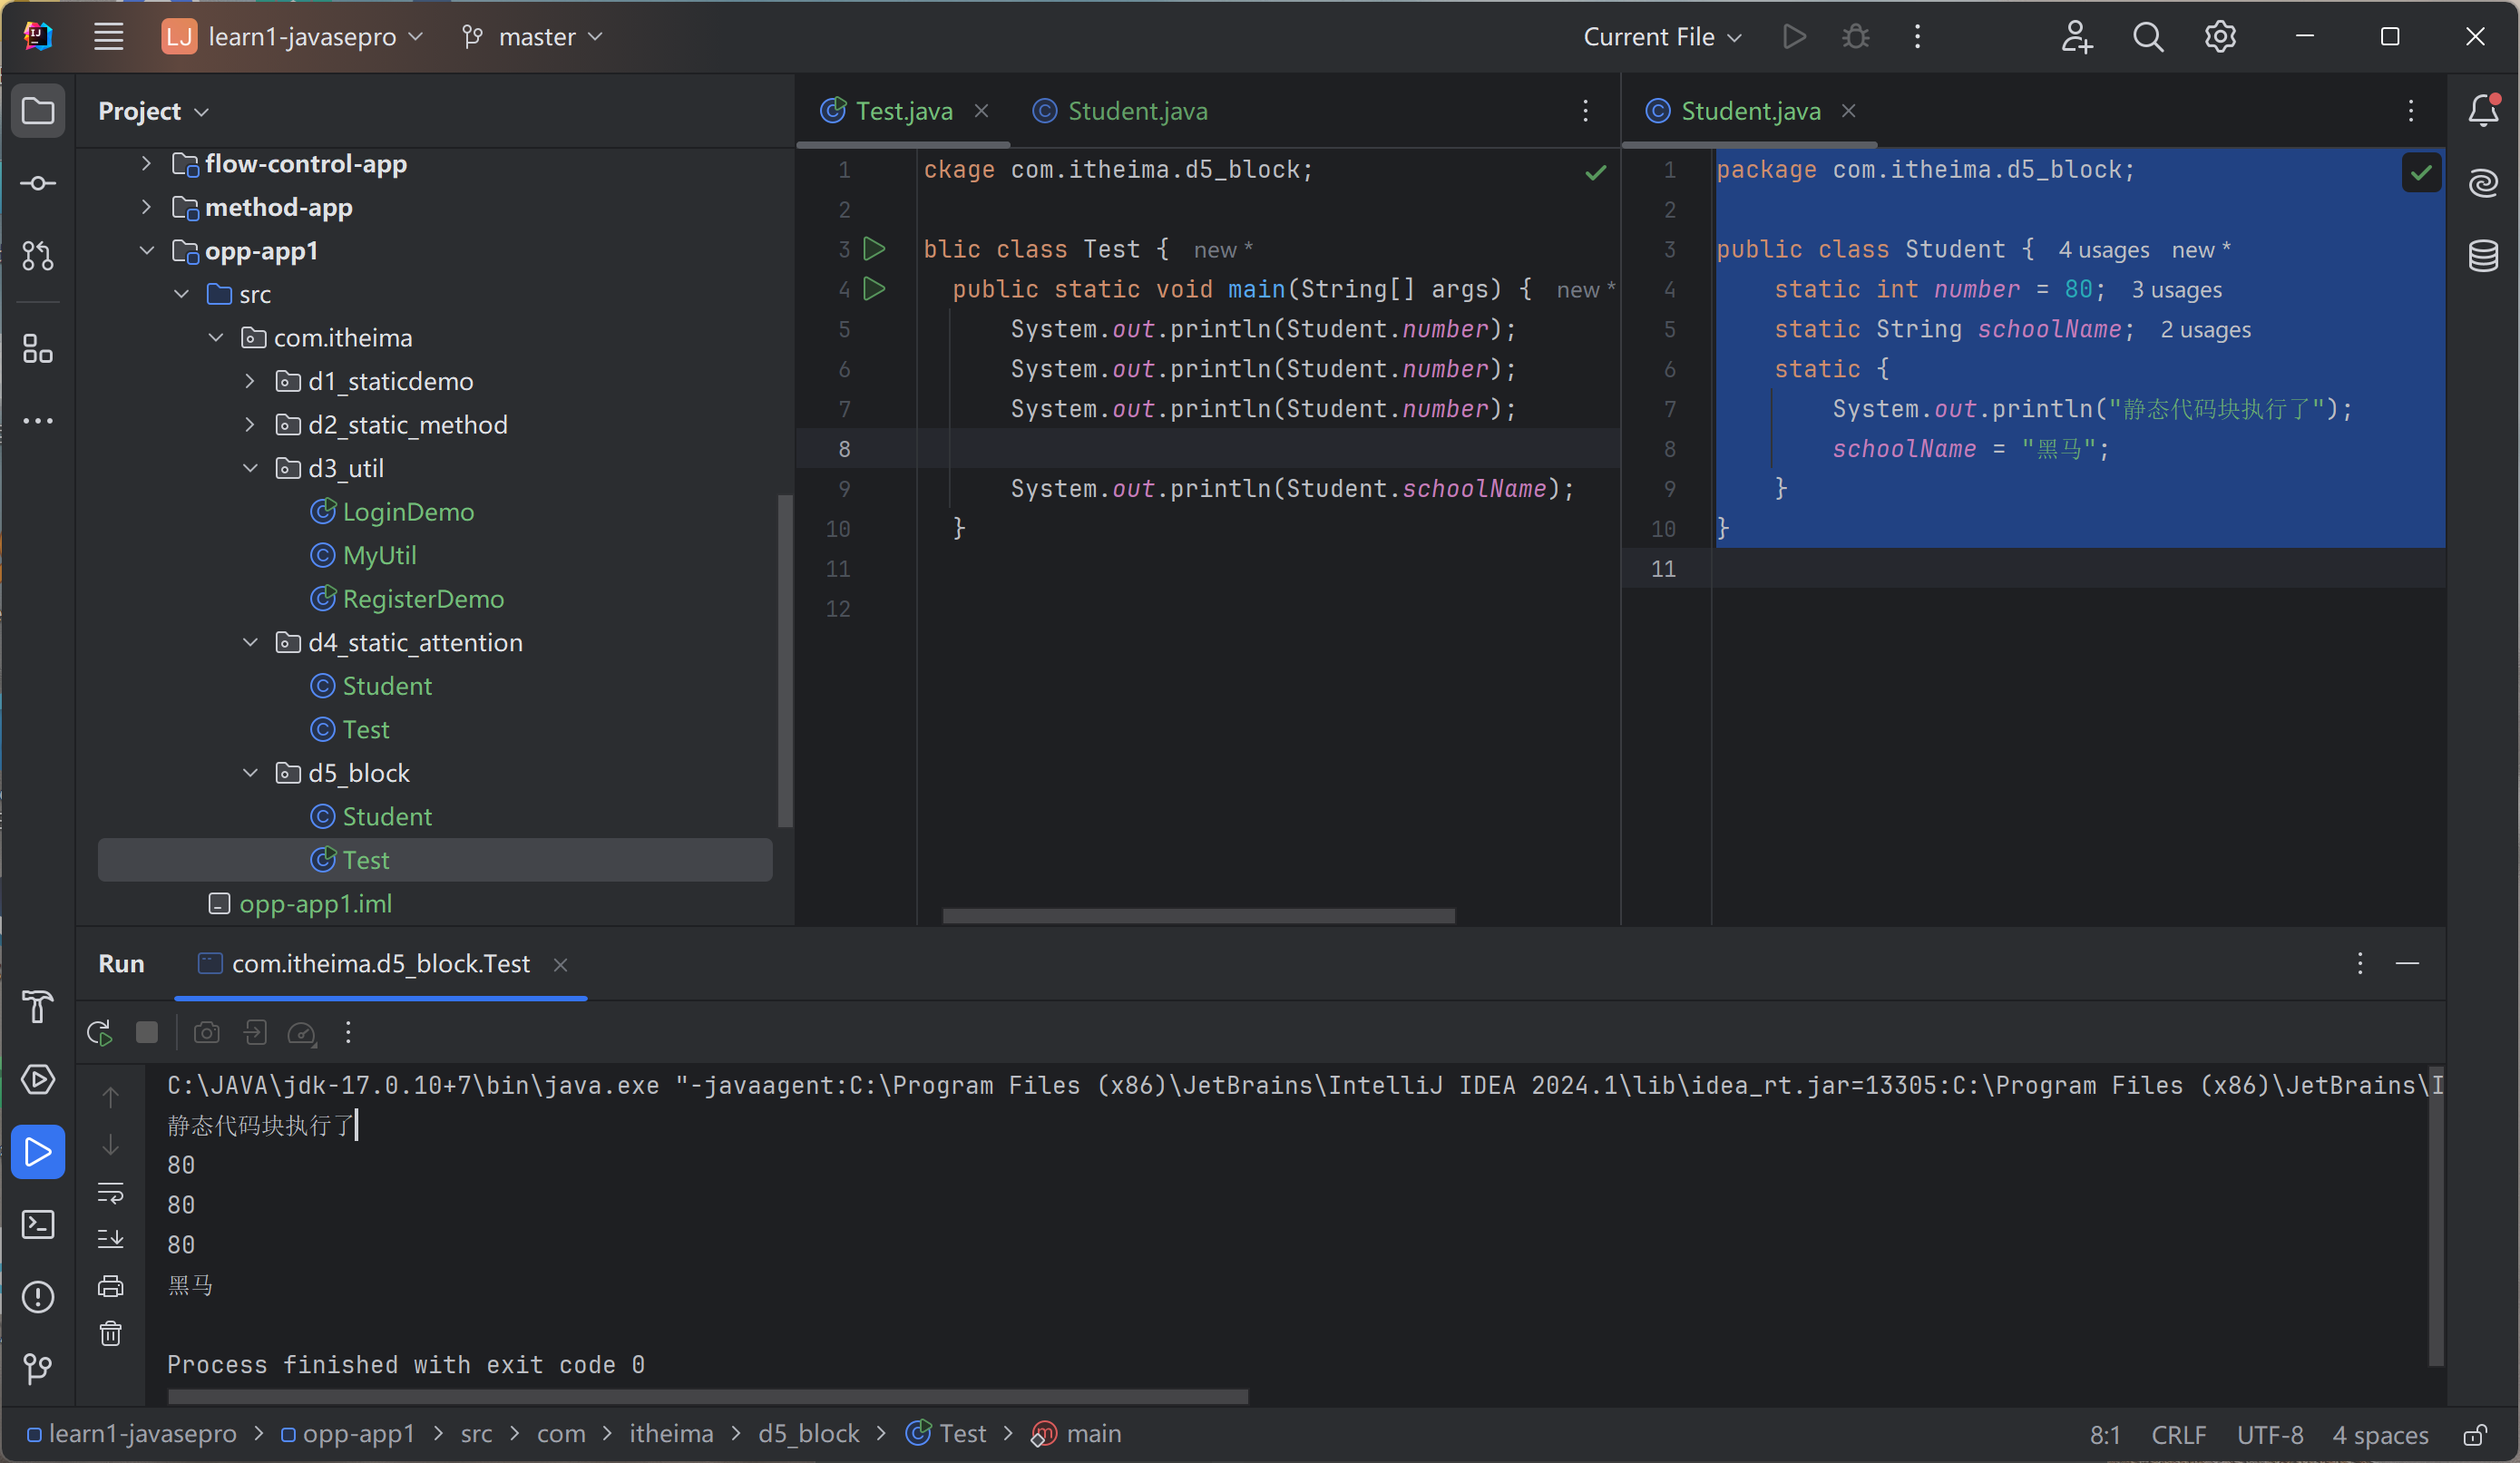 LJ learn1-javasepro master Current File
Project
flow-control-app
method-app
opp-app1
src
com.itheima
d1_staticdemo
d2_static_method
d3_util
LoginDemo
MyUtil
RegisterDemo
d4_static_attention
Student
Test
d5_block
Student
Test
opp-app1.iml
Test.java Student.java
1 ckage com.itheima.d5_block;
2
3 blic class Test { new *
4 public static void main(String[] args) { new *
5 System.out.println(Student.number);
6 System.out.println(Student.number);
7 System.out.println(Student.number);
8
9 System.out.println(Student.schoolName);
10 }
11
12
Student.java
1 package com.itheima.d5_block;
2
3 public class Student { 4 usages new *
4 static int number = 80; 3 usages
5 static String schoolName; 2 usages
6 static {
7 System.out.println("静态代码块执行了");
8 schoolName = "黑马";
9 }
10 }
11
Run com.itheima.d5_block.Test
C:\JAVA\jdk-17.0.10+7\bin\java.exe "-javaagent:C:\Program Files (x86)\JetBrains\IntelliJ IDEA 2024.1\lib\idea_rt.jar=13305:C:\Program Files (x86)\JetBrains\I
静态代码块执行了
80
80
80
黑马
Process finished with exit code 0
learn1-javasepro > opp-app1 > src > com > itheima > d5_block > Test > main 8:1 CRLF UTF-8 4 spaces